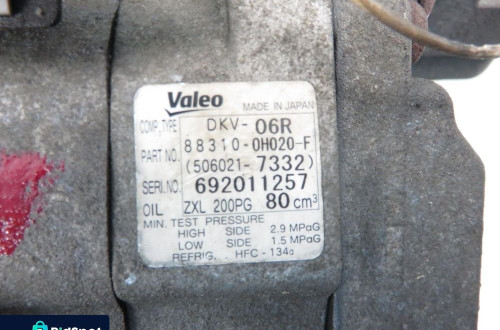 Valeo MADE IN JAPAN
COMP. TYPE DKV-06R
PART NO. 88310-0H020-F
(506021-7332)
SERI.NO. 692011257
OIL ZXL 200PG 80 cm³
MIN. TEST PRESSURE
HIGH SIDE 2.9 MPaG
LOW SIDE 1.5 MPaG
REFRIG. HFC-134a